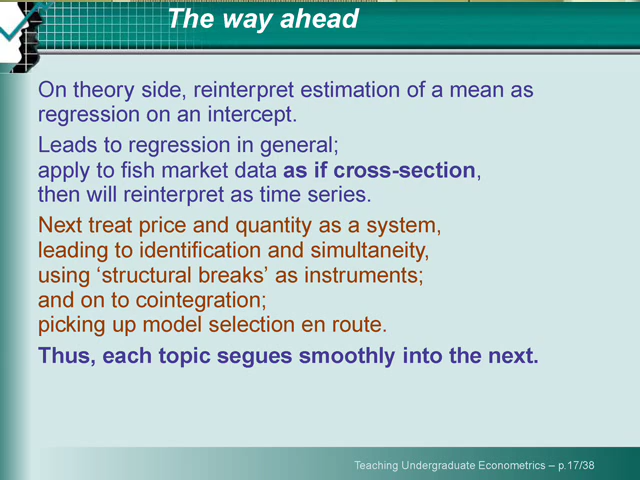 The way ahead
On theory side, reinterpret estimation of a mean as
regression on an intercept.
Leads to regression in general;
apply to fish market data as if cross-section,
then will reinterpret as time series.
Next treat price and quantity as a system,
leading to identification and simultaneity,
using ‘structural breaks’ as instruments;
and on to cointegration;
picking up model selection en route.
Thus, each topic segues smoothly into the next.
Teaching Undergraduate Econometrics – p.17/38